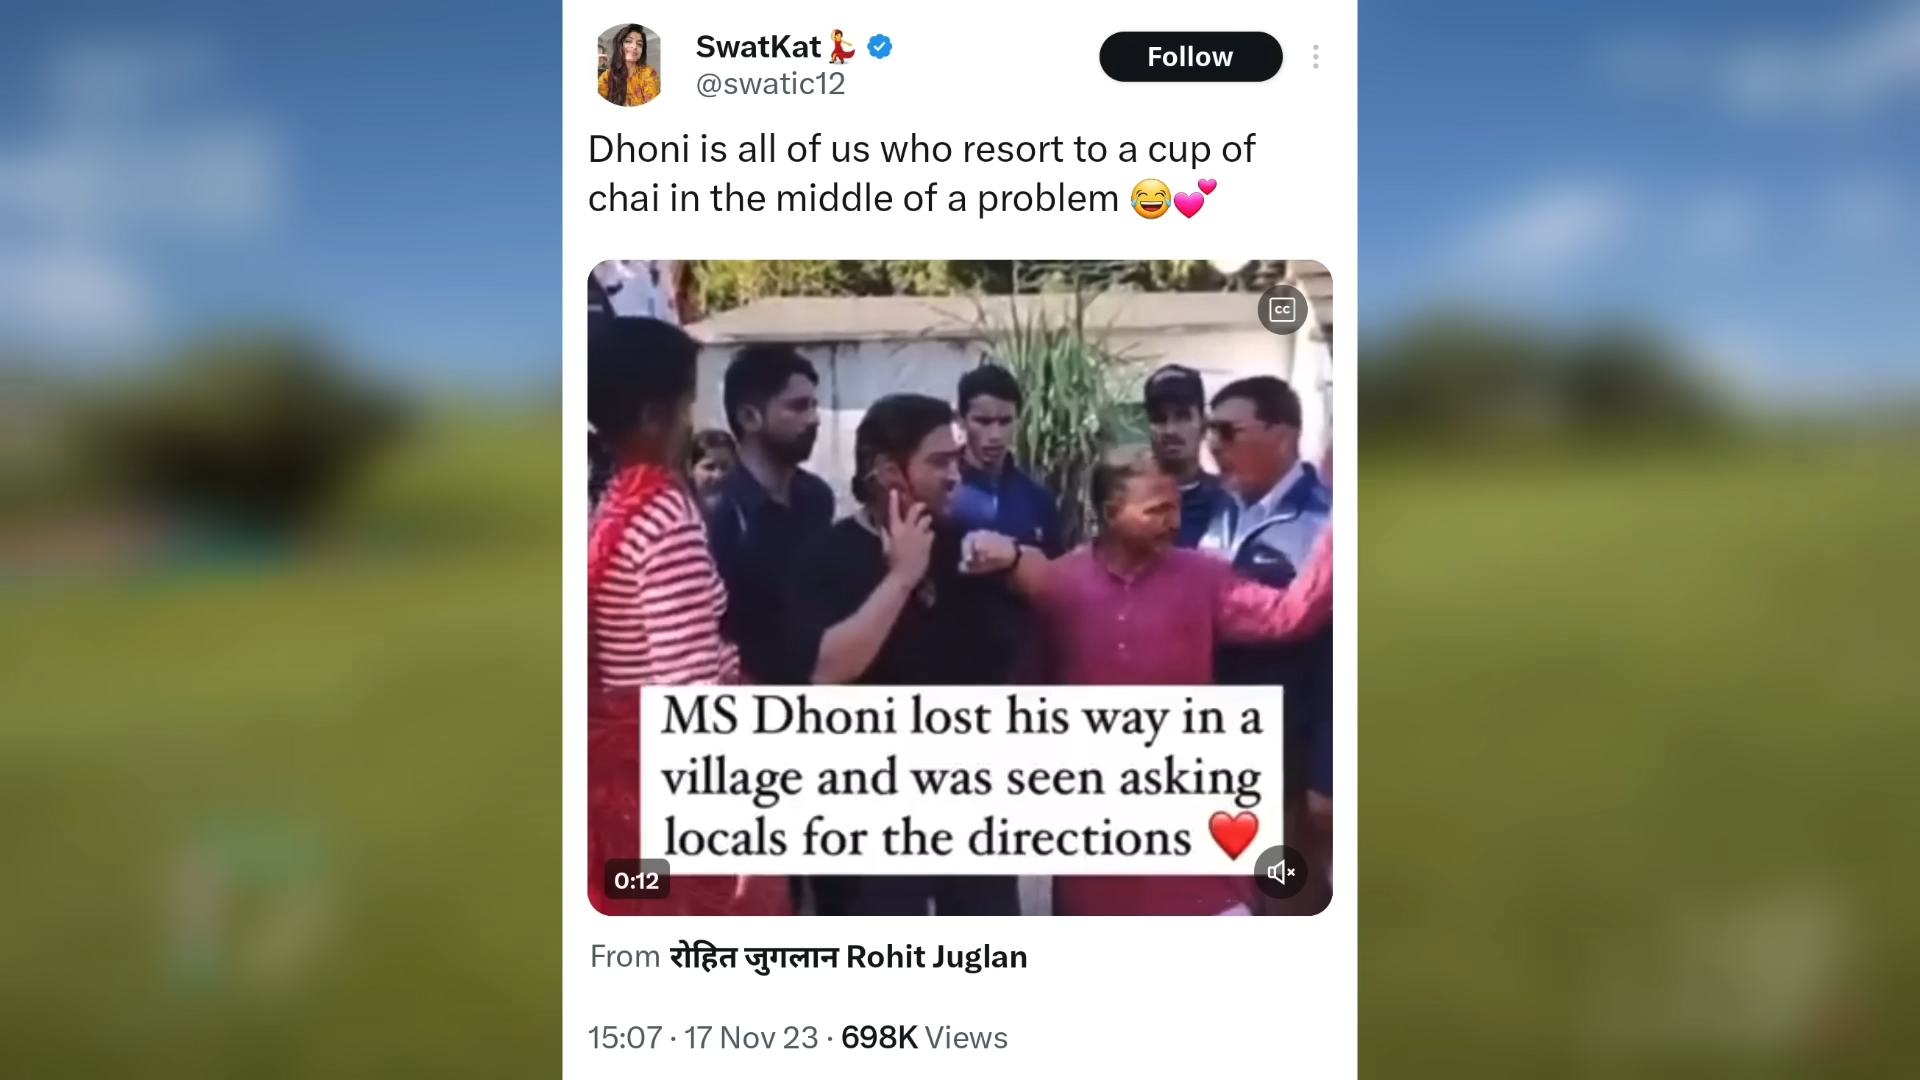 SwatKat💃
@swatic12
Follow
Dhoni is all of us who resort to a cup of
chai in the middle of a problem 😂💕
CC
MS Dhoni lost his way in a
village and was seen asking
locals for the directions ❤️
0:12
From रोहित जुगलान Rohit Juglan
15:07 · 17 Nov 23 · 698K Views